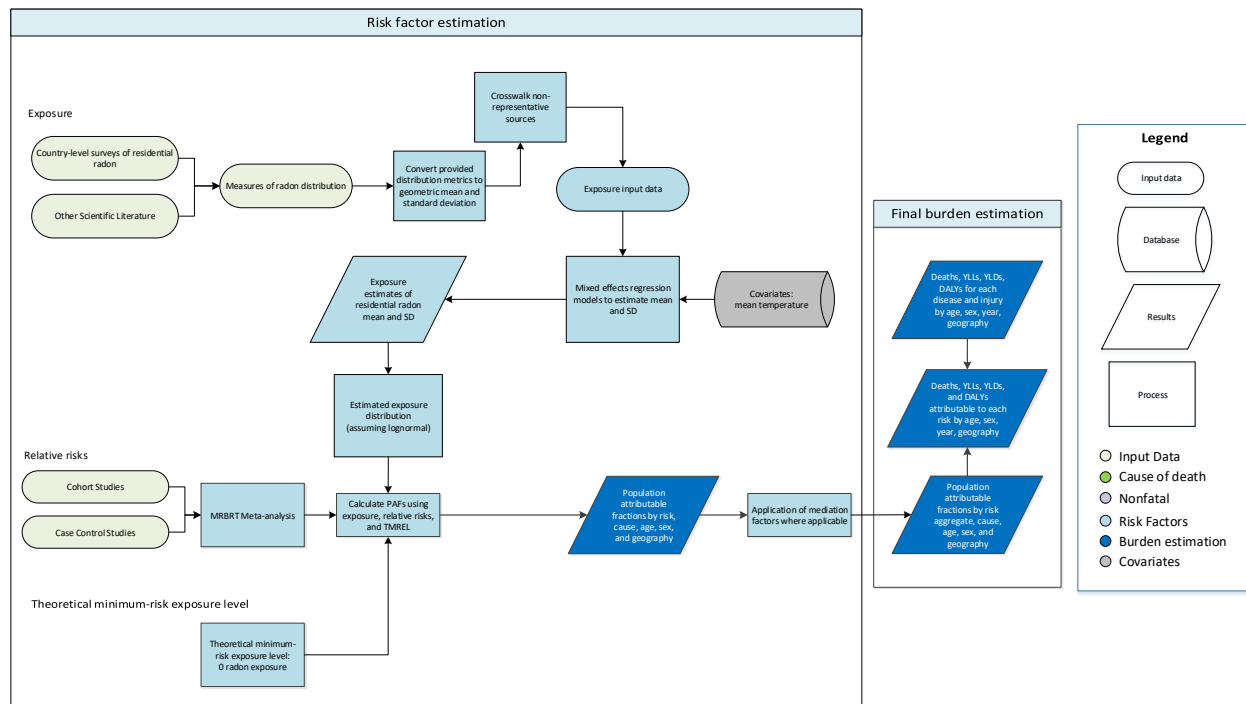 Risk factor estimation
Exposure
Country-level surveys of residential
radon
Other Scientific Literature
Measures of radon distribution
Convert provided
distribution metrics to
geometric mean and
standard deviation
Crosswalk non-
representative
sources
Exposure input data
Mixed effects regression
models to estimate mean
and SD
Covariates:
mean temperature
Exposure
estimates of
residential radon
mean and SD
Estimated exposure
distribution
(assuming lognormal)
Relative risks
Cohort Studies
Case Control Studies
MRBRT Meta-analysis
Calculate PAFs using
exposure, relative risks,
and TMREL
Population
attributable
fractions by risk,
cause, age, sex,
and geography
Application of mediation
factors where applicable
Theoretical minimum-risk exposure level
Theoretical minimum-
risk exposure level:
0 radon exposure
Final burden estimation
Deaths, YLLs, YLDs,
DALYs for each
disease and injury
by age, sex, year,
geography
Deaths, YLLs, YLDs,
and DALYs
attributable to each
risk by age, sex,
year, geography
Population
attributable
fractions by risk
aggregate, cause,
age, sex, and
geography
Legend
Input data
Database
Results
Process
Input Data
Cause of death
Nonfatal
Risk Factors
Burden estimation
Covariates